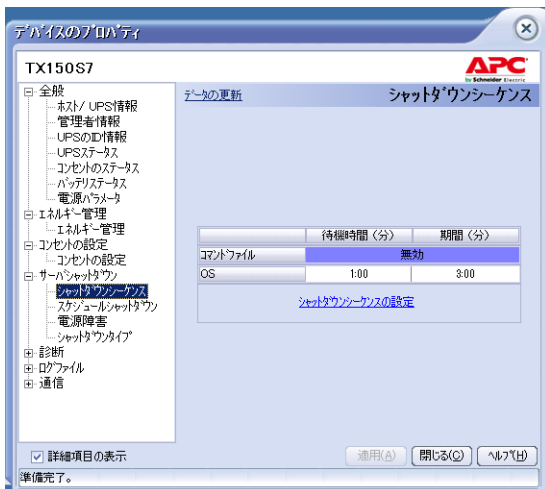 デバイスのプロパティ
TX150S7
APC
by Schneider Electric
全般
ホスト/ UPS情報
管理者情報
UPSのID情報
UPSステータス
コンセントのステータス
バッテリステータス
電源パラメータ
エネルギー管理
エネルギー管理
コンセントの設定
コンセントの設定
サーバシャットダウン
シャットダウンシーケンス
スケジュールシャットダウン
電源障害
シャットダウンタイプ
診断
ログファイル
通信
データの更新
シャットダウンシーケンス
待機時間（分） 期間（分）
コマンドファイル 無効
OS 1:00 3:00
シャットダウンシーケンスの設定
詳細項目の表示
適用(A) 閉じる(C) ヘルプ(H)
準備完了。